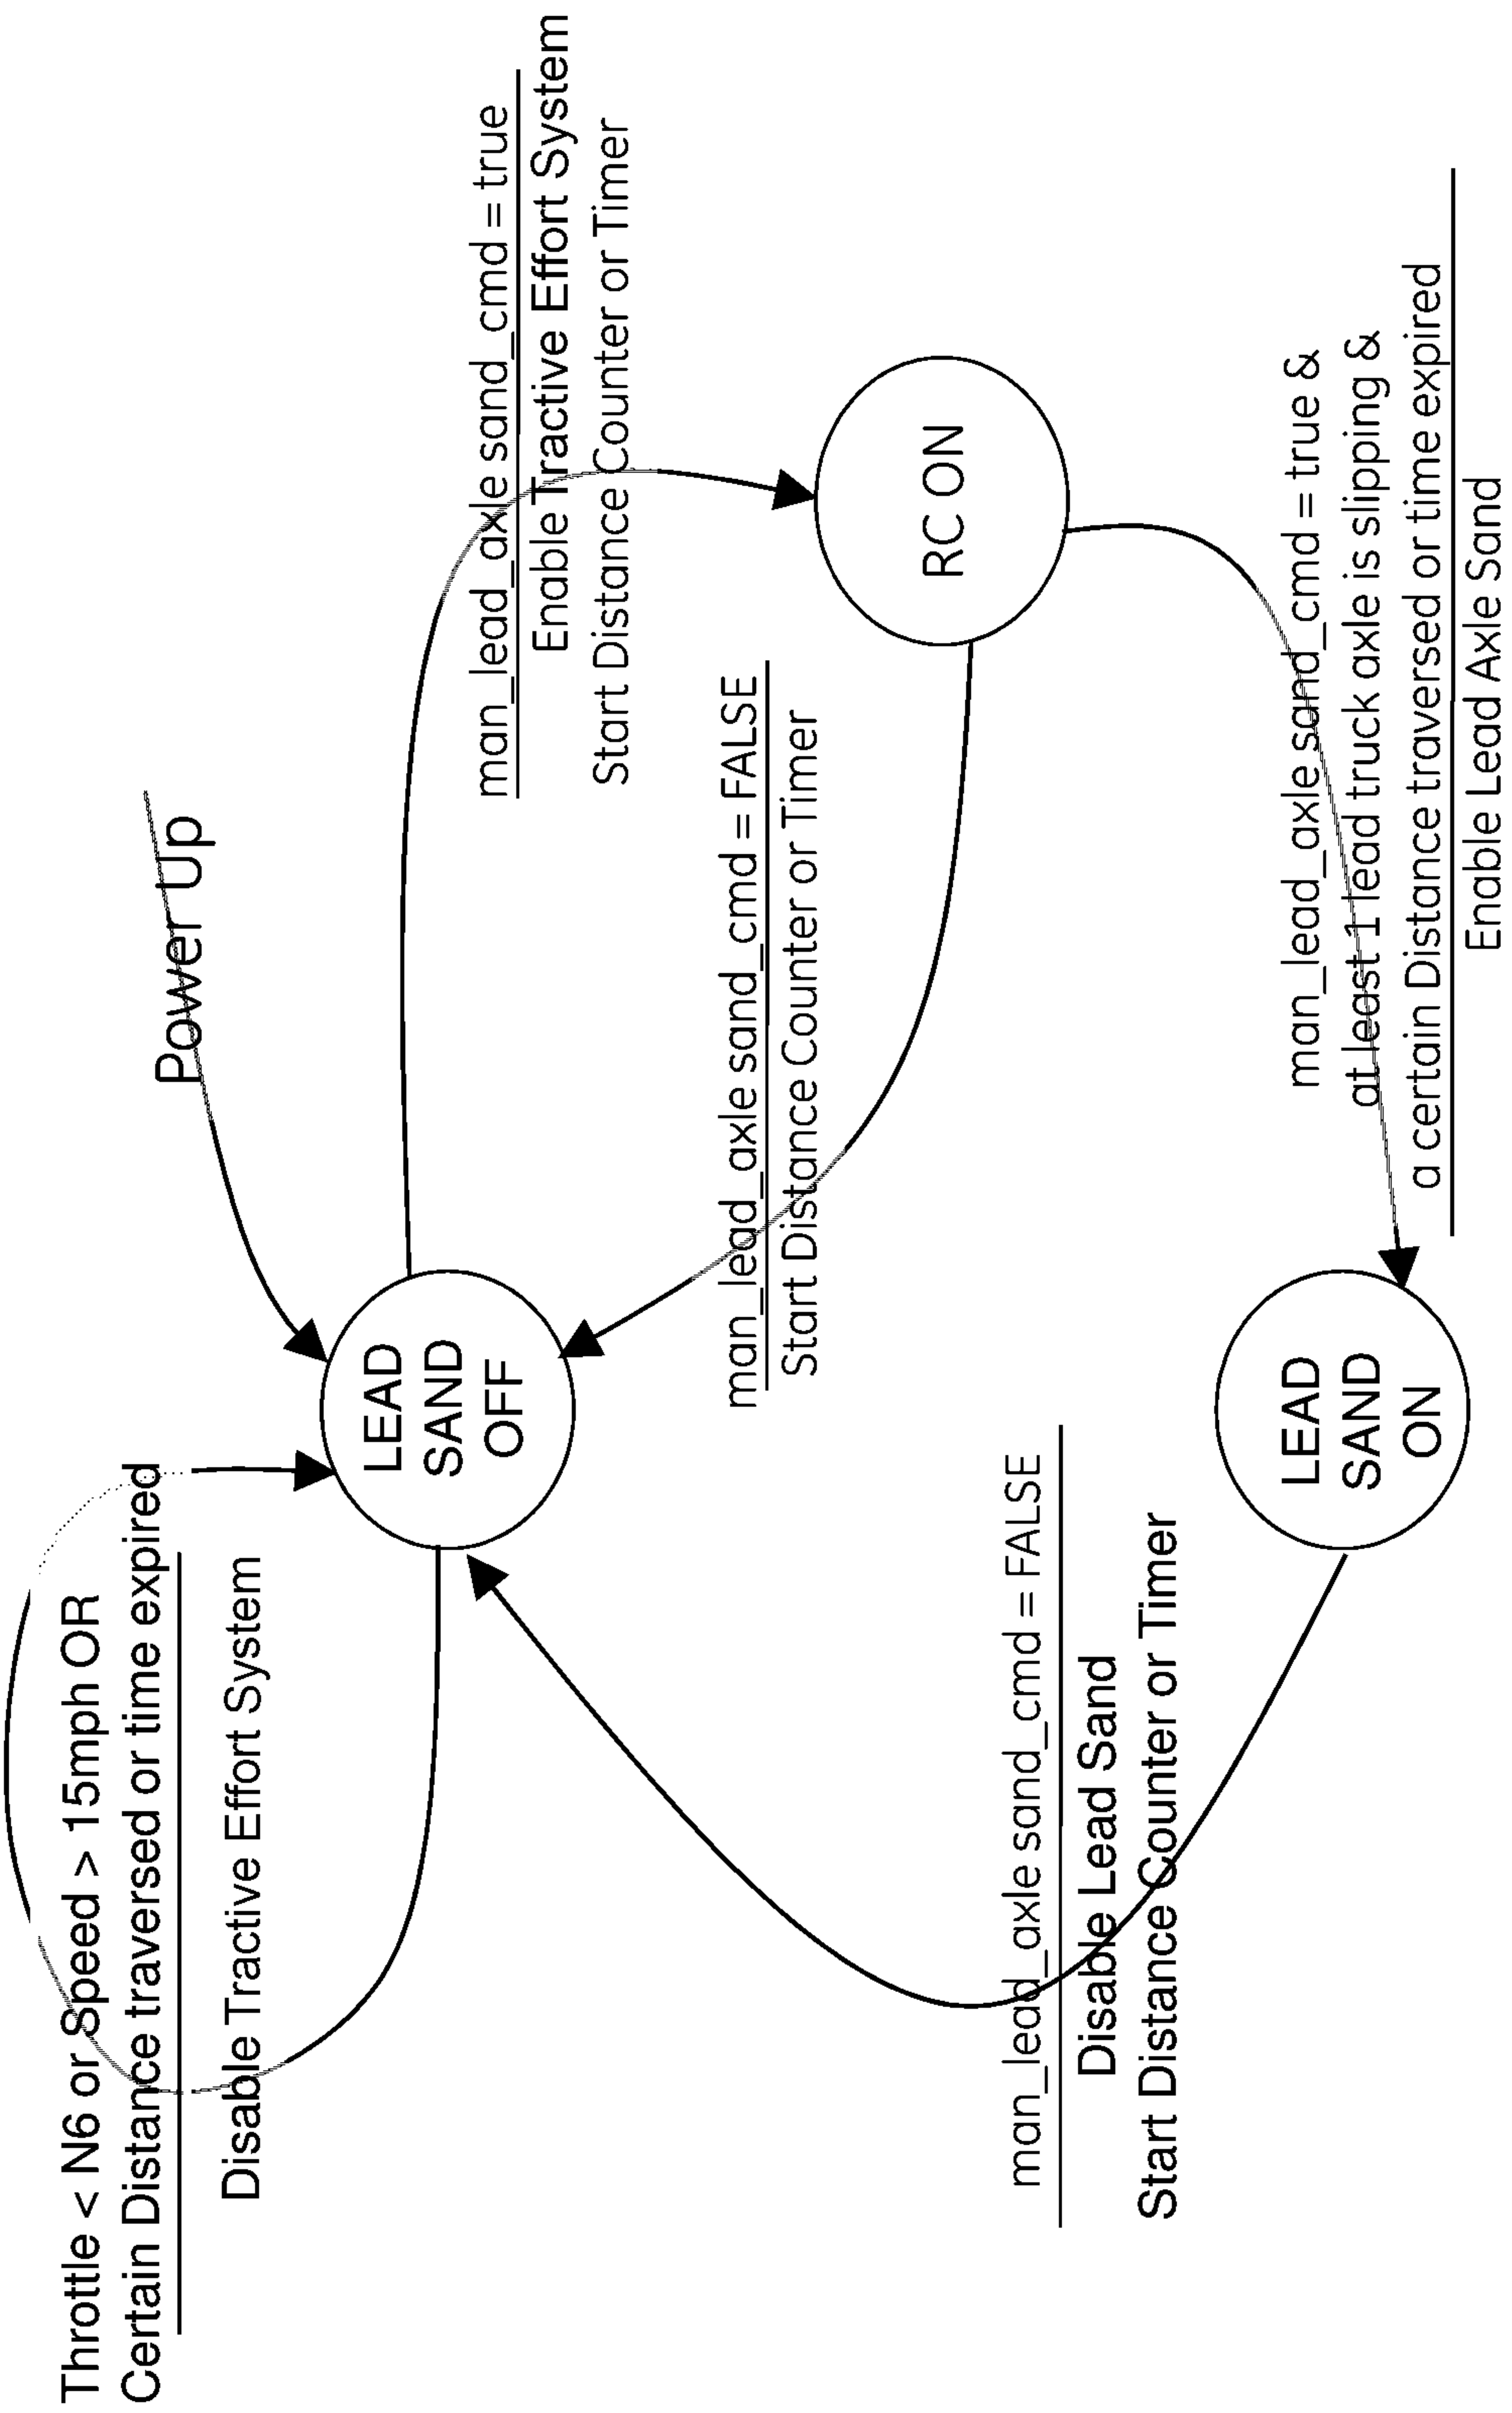 Throttle < N6 or Speed > 15mph OR
Certain Distance traversed or time expired
Disable Tractive Effort System
Power Up
LEAD
SAND
OFF
man_lead_axle sand_cmd = true
Enable Tractive Effort System
Start Distance Counter or Timer
man_lead_axle sand_cmd = FALSE
Start Distance Counter or Timer
RC ON
man_lead_axle sand_cmd = FALSE
Disable Lead Sand
Start Distance Counter or Timer
LEAD
SAND
ON
man_lead_axle sand_cmd = true &
at least 1 lead truck axle is slipping &
a certain Distance traversed or time expired
Enable Lead Axle Sand